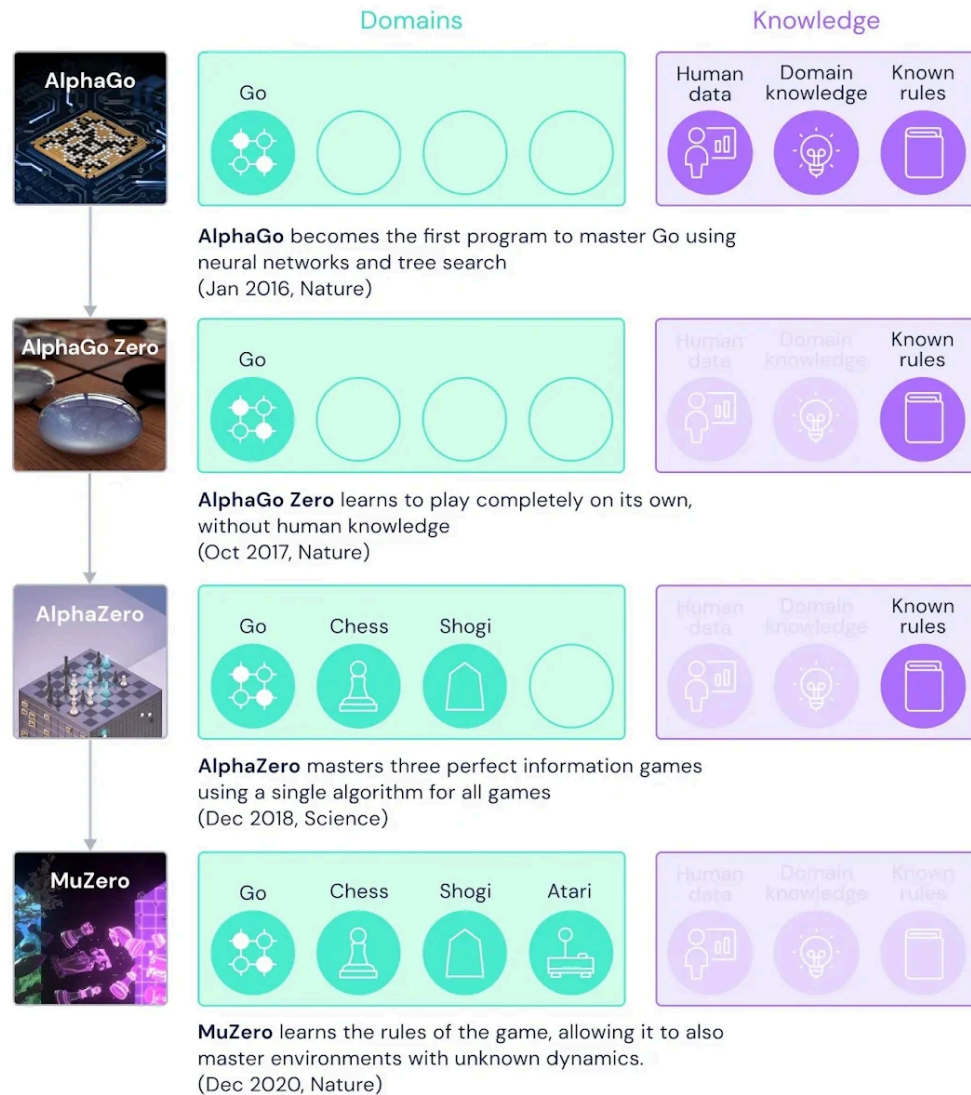 Domains
Knowledge
AlphaGo
Go
Human data
Domain knowledge
Known rules
AlphaGo becomes the first program to master Go using
neural networks and tree search
(Jan 2016, Nature)
AlphaGo Zero
Go
Human data
Domain knowledge
Known rules
AlphaGo Zero learns to play completely on its own,
without human knowledge
(Oct 2017, Nature)
AlphaZero
Go
Chess
Shogi
Human data
Domain knowledge
Known rules
AlphaZero masters three perfect information games
using a single algorithm for all games
(Dec 2018, Science)
MuZero
Go
Chess
Shogi
Atari
Human data
Domain knowledge
Known rules
MuZero learns the rules of the game, allowing it to also
master environments with unknown dynamics.
(Dec 2020, Nature)